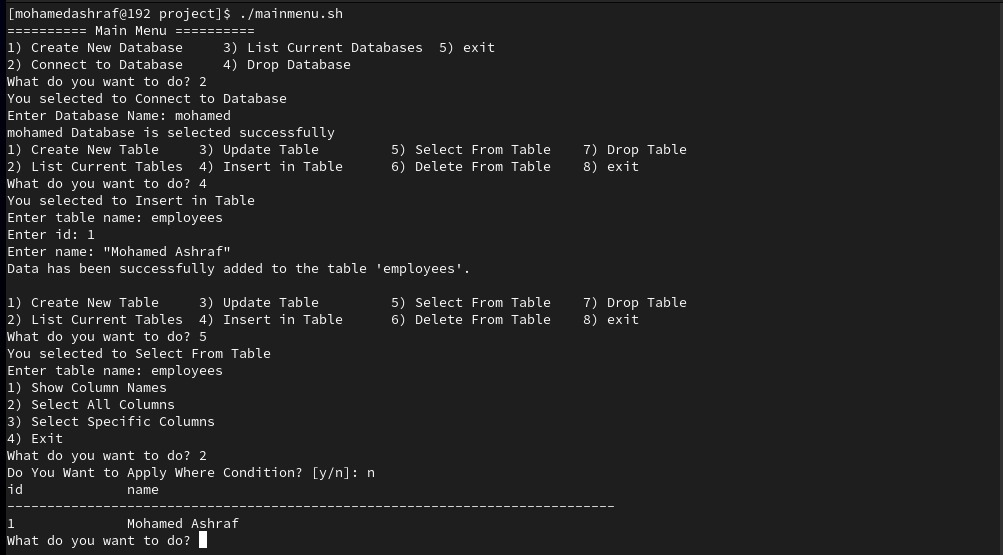 [mohamedashraf@192 project]$ ./mainmenu.sh
========== Main Menu ==========
1) Create New Database     3) List Current Databases  5) exit
2) Connect to Database     4) Drop Database
What do you want to do? 2
You selected to Connect to Database
Enter Database Name: mohamed
mohamed Database is selected successfully
1) Create New Table     3) Update Table         5) Select From Table    7) Drop Table
2) List Current Tables  4) Insert in Table      6) Delete From Table    8) exit
What do you want to do? 4
You selected to Insert in Table
Enter table name: employees
Enter id: 1
Enter name: "Mohamed Ashraf"
Data has been successfully added to the table 'employees'.

1) Create New Table     3) Update Table         5) Select From Table    7) Drop Table
2) List Current Tables  4) Insert in Table      6) Delete From Table    8) exit
What do you want to do? 5
You selected to Select From Table
Enter table name: employees
1) Show Column Names
2) Select All Columns
3) Select Specific Columns
4) Exit
What do you want to do? 2
Do You Want to Apply Where Condition? [y/n]: n
id             name
----------------------------------------------------------------------------
1              Mohamed Ashraf
What do you want to do?